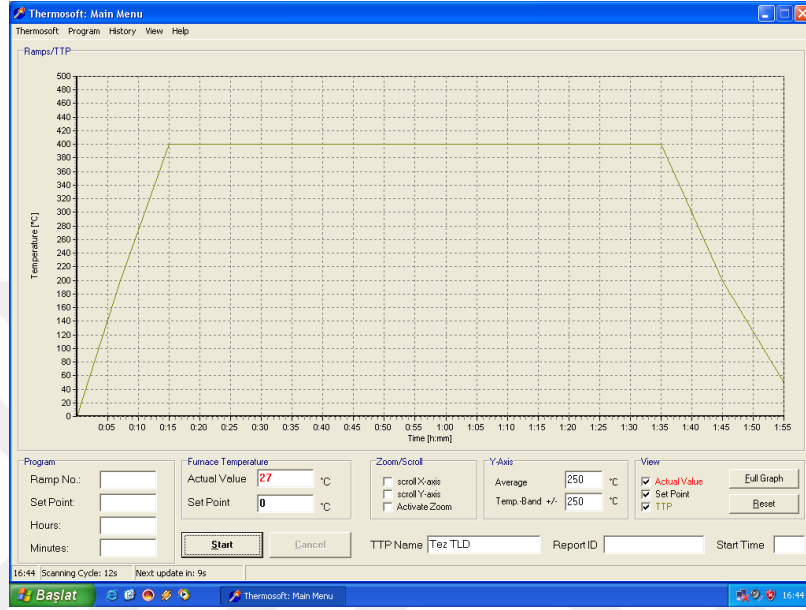 Thermosoft: Main Menu
Thermosoft Program History View Help
Ramps/TTP
500
480
460
440
420
400
380
360
340
320
300
280
260
240
220
200
180
160
140
120
100
80
60
40
20
0
Temperature [°C]
0:05 0:10 0:15 0:20 0:25 0:30 0:35 0:40 0:45 0:50 0:55 1:00 1:05 1:10 1:15 1:20 1:25 1:30 1:35 1:40 1:45 1:50 1:55
Time [h:mm]
Program
Ramp No.:
Set Point:
Hours:
Minutes:
Furnace Temperature
Actual Value 27 °C
Set Point 0 °C
Start Cancel
Zoom/Scroll
scroll X-axis
scroll Y-axis
Activate Zoom
Y-Axis
Average 250 °C
Temp.-Band +/- 250 °C
View
Actual Value
Set Point
TTP
Full Graph
Reset
TTP Name Tez TLD Report ID Start Time
16:44 Scanning Cycle: 12s Next update in: 9s
Başlat Thermosoft: Main Menu 16:44